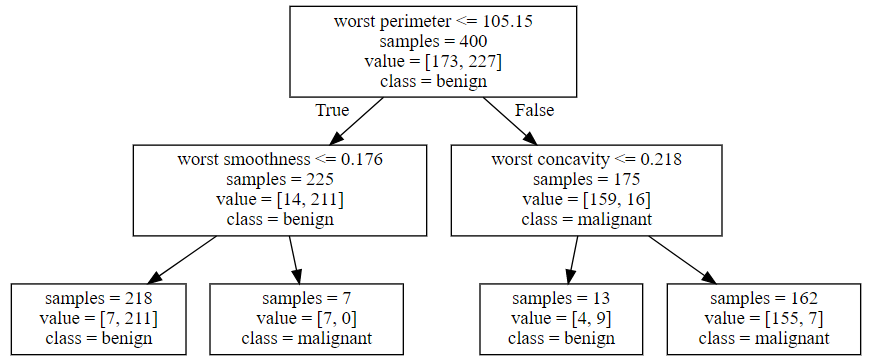 worst perimeter <= 105.15
samples = 400
value = [173, 227]
class = benign
True
False
worst smoothness <= 0.176
samples = 225
value = [14, 211]
class = benign
worst concavity <= 0.218
samples = 175
value = [159, 16]
class = malignant
samples = 218
value = [7, 211]
class = benign
samples = 7
value = [7, 0]
class = malignant
samples = 13
value = [4, 9]
class = benign
samples = 162
value = [155, 7]
class = malignant